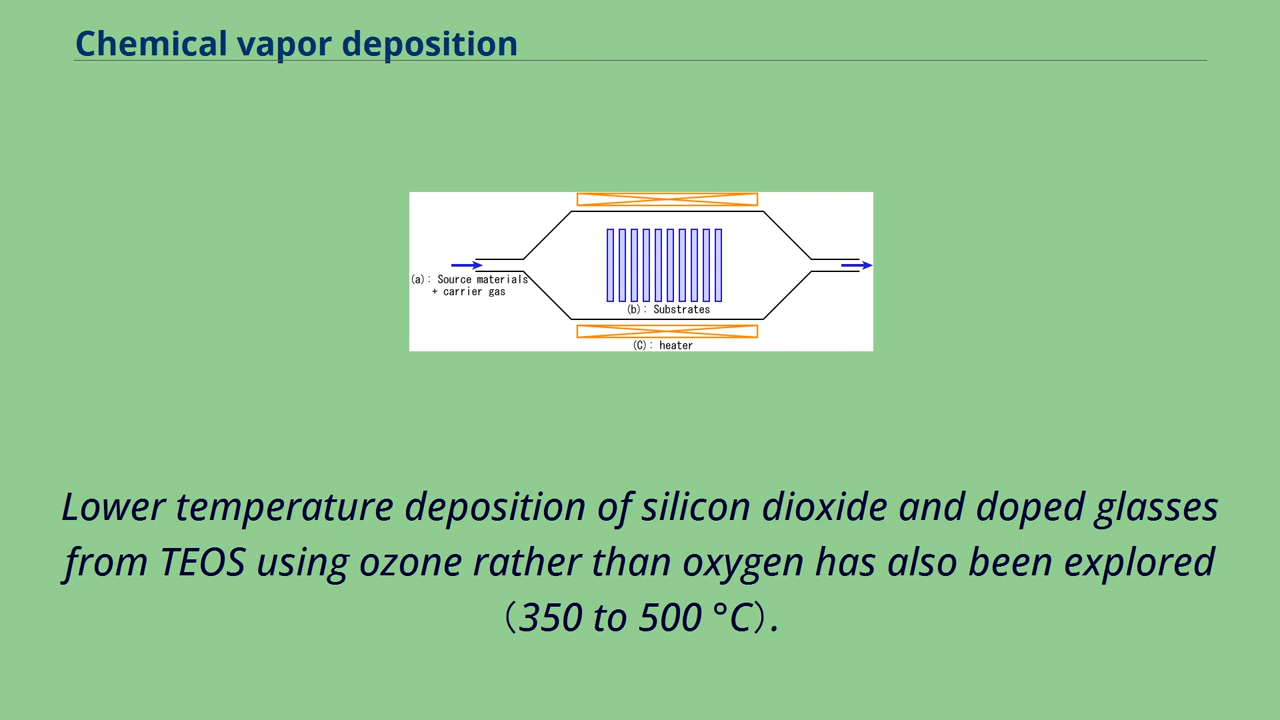 Chemical vapor deposition
(a): Source materials
+ carrier gas
(b): Substrates
(C): heater
Lower temperature deposition of silicon dioxide and doped glasses
from TEOS using ozone rather than oxygen has also been explored
（350 to 500 °C）.